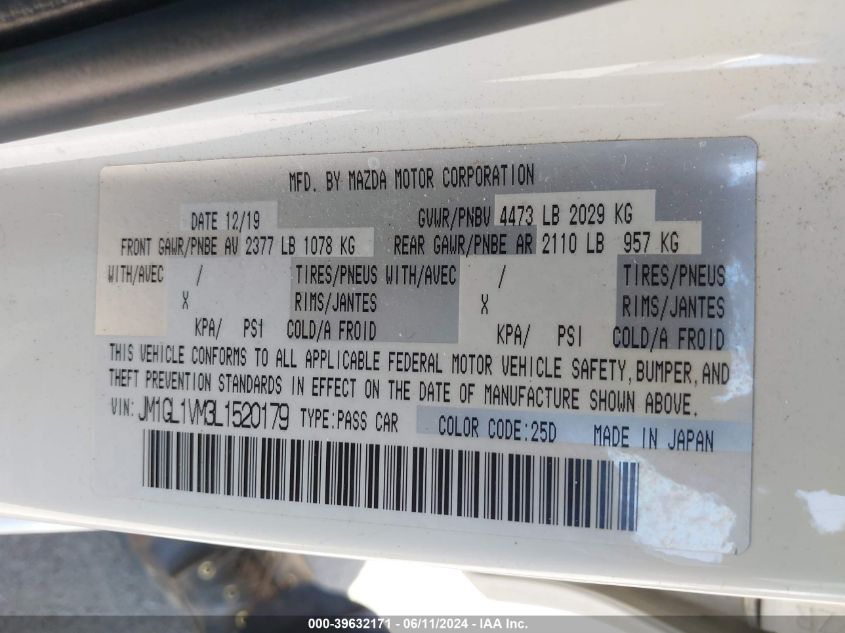 MFD. BY MAZDA MOTOR CORPORATION
DATE 12/19 GVWR/PNBV 4473 LB 2029 KG
FRONT GAWR/PNBE AV 2377 LB 1078 KG REAR GAWR/PNBE AR 2110 LB 957 KG
WITH/AVEC / TIRES/PNEUS WITH/AVEC / TIRES/PNEUS
X RIMS/JANTES X RIMS/JANTES
KPA/ PSI COLD/A FROID KPA/ PSI COLD/A FROID
THIS VEHICLE CONFORMS TO ALL APPLICABLE FEDERAL MOTOR VEHICLE SAFETY, BUMPER, AND
THEFT PREVENTION STANDARDS IN EFFECT ON THE DATE OF MANUFACTURE SHOWN ABOVE.
VIN: JM1GL1VM3L1520179 TYPE:PASS CAR COLOR CODE:25D MADE IN JAPAN
000-39632171 - 06/11/2024 - IAA Inc.